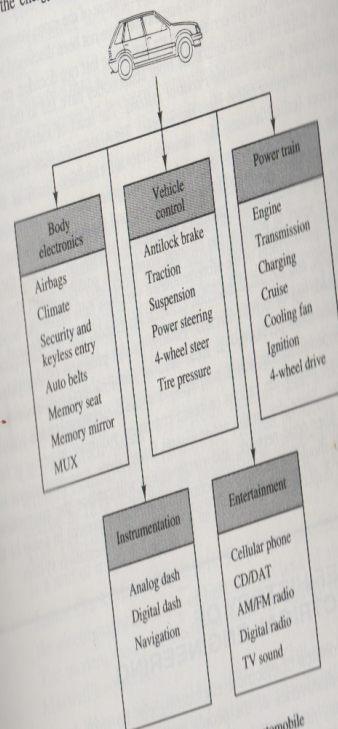 the
Body
electronics
Airbags
Climate
Security and
keyless entry
Auto belts
Memory seat
Memory mirror
MUX
Vehicle
control
Antilock brake
Traction
Suspension
Power steering
4-wheel steer
Tire pressure
Power train
Engine
Transmission
Charging
Cruise
Cooling fan
Ignition
4-wheel drive
Instrumentation
Analog dash
Digital dash
Navigation
Entertainment
Cellular phone
CD/DAT
AM/FM radio
Digital radio
TV sound